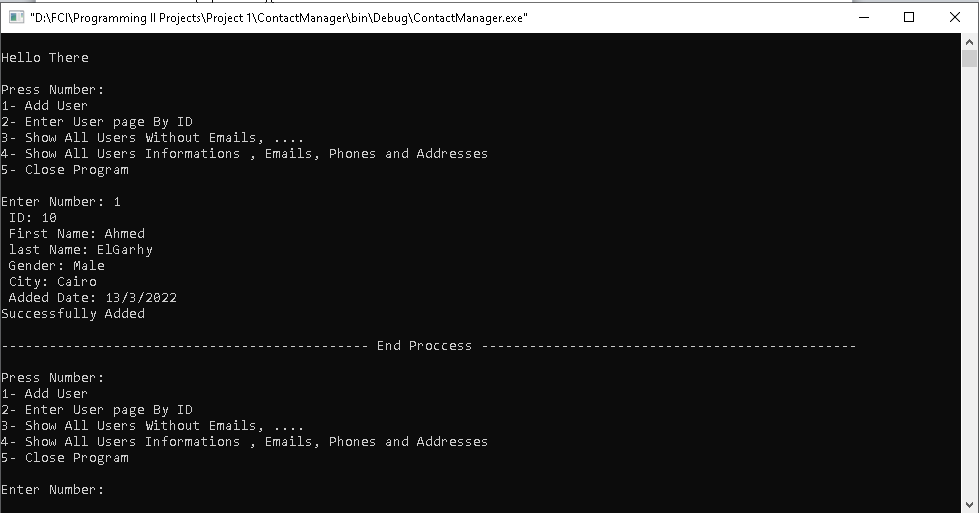 "D:\FCI\Programming II Projects\Project 1\ContactManager\bin\Debug\ContactManager.exe"
Hello There
Press Number:
1- Add User
2- Enter User page By ID
3- Show All Users Without Emails, ....
4- Show All Users Informations , Emails, Phones and Addresses
5- Close Program
Enter Number: 1
ID: 10
First Name: Ahmed
last Name: ElGarhy
Gender: Male
City: Cairo
Added Date: 13/3/2022
Successfully Added
---------------------------------------------- End Proccess -----------------------------------------------
Press Number:
1- Add User
2- Enter User page By ID
3- Show All Users Without Emails, ....
4- Show All Users Informations , Emails, Phones and Addresses
5- Close Program
Enter Number: